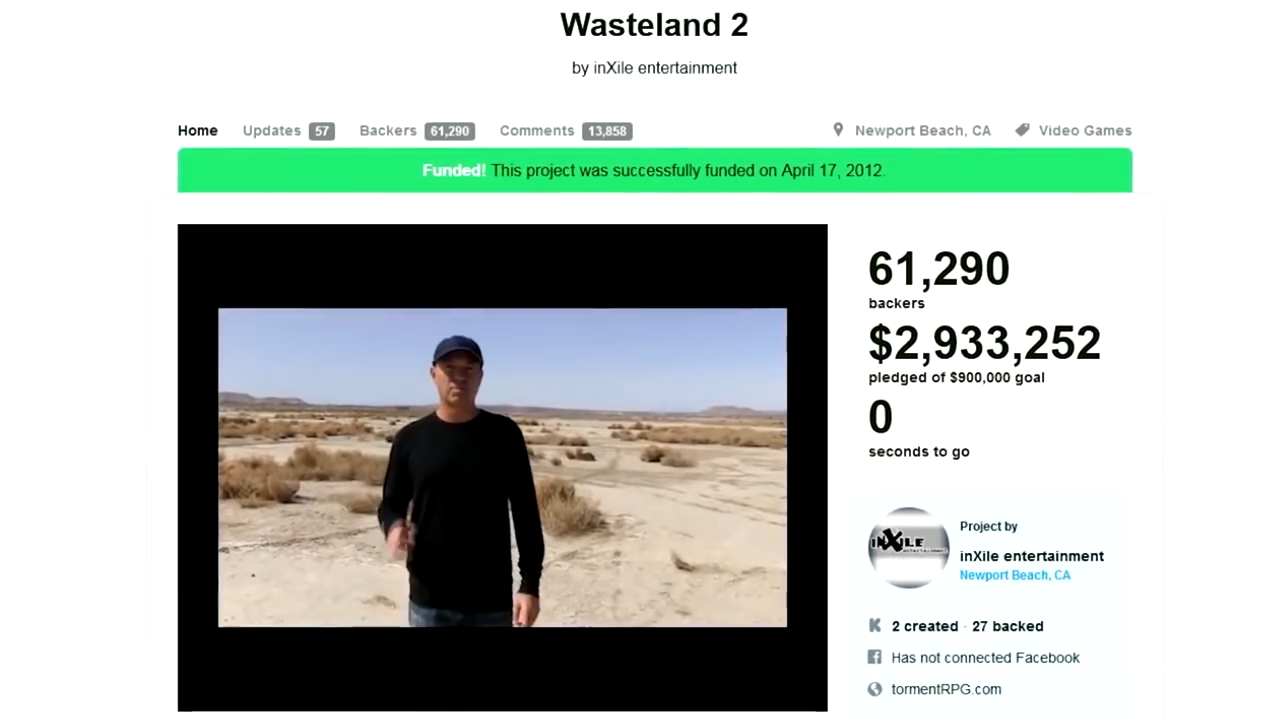 Wasteland 2
by inXile entertainment
Home Updates 57 Backers 61,290 Comments 13,858 Newport Beach, CA Video Games
Funded! This project was successfully funded on April 17, 2012.
61,290
backers
$2,933,252
pledged of $900,000 goal
0
seconds to go
inXile
entertainment
Project by
inXile entertainment
Newport Beach, CA
2 created · 27 backed
Has not connected Facebook
tormentRPG.com